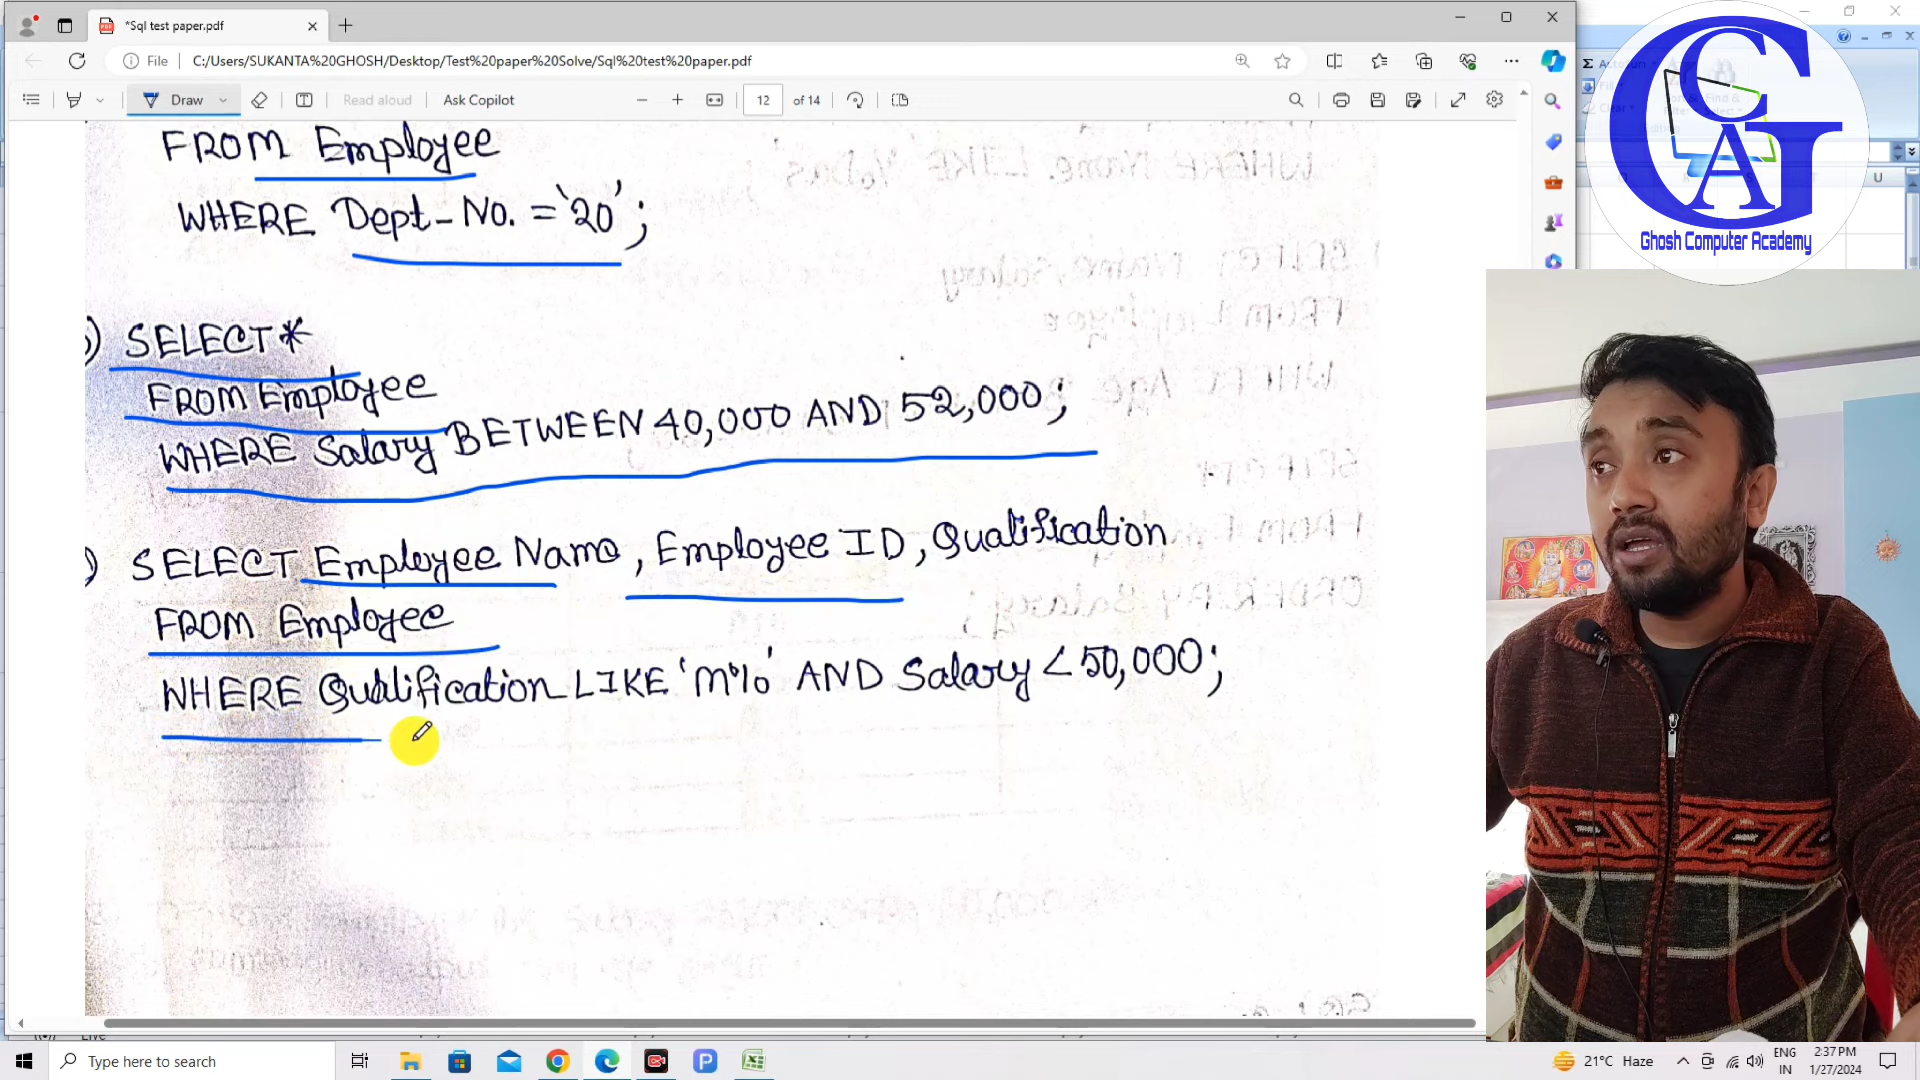 *Sql test paper.pdf
File C:/Users/SUKANTA%20GHOSH/Desktop/Test%20paper%20Solve/Sql%20test%20paper.pdf
Draw Read aloud Ask Copilot 12 of 14
Ghosh Computer Academy
U
FROM Employee
WHERE Dept-No. = '20';
) SELECT*
FROM Employee
WHERE Salary BETWEEN 40,000 AND 52,000;
) SELECT Employee Name, Employee ID, Qualification
FROM Employee
WHERE Qualification LIKE 'm%' AND Salary < 50,000;
Type here to search
21°C Haze
ENG
IN
2:37 PM
1/27/2024